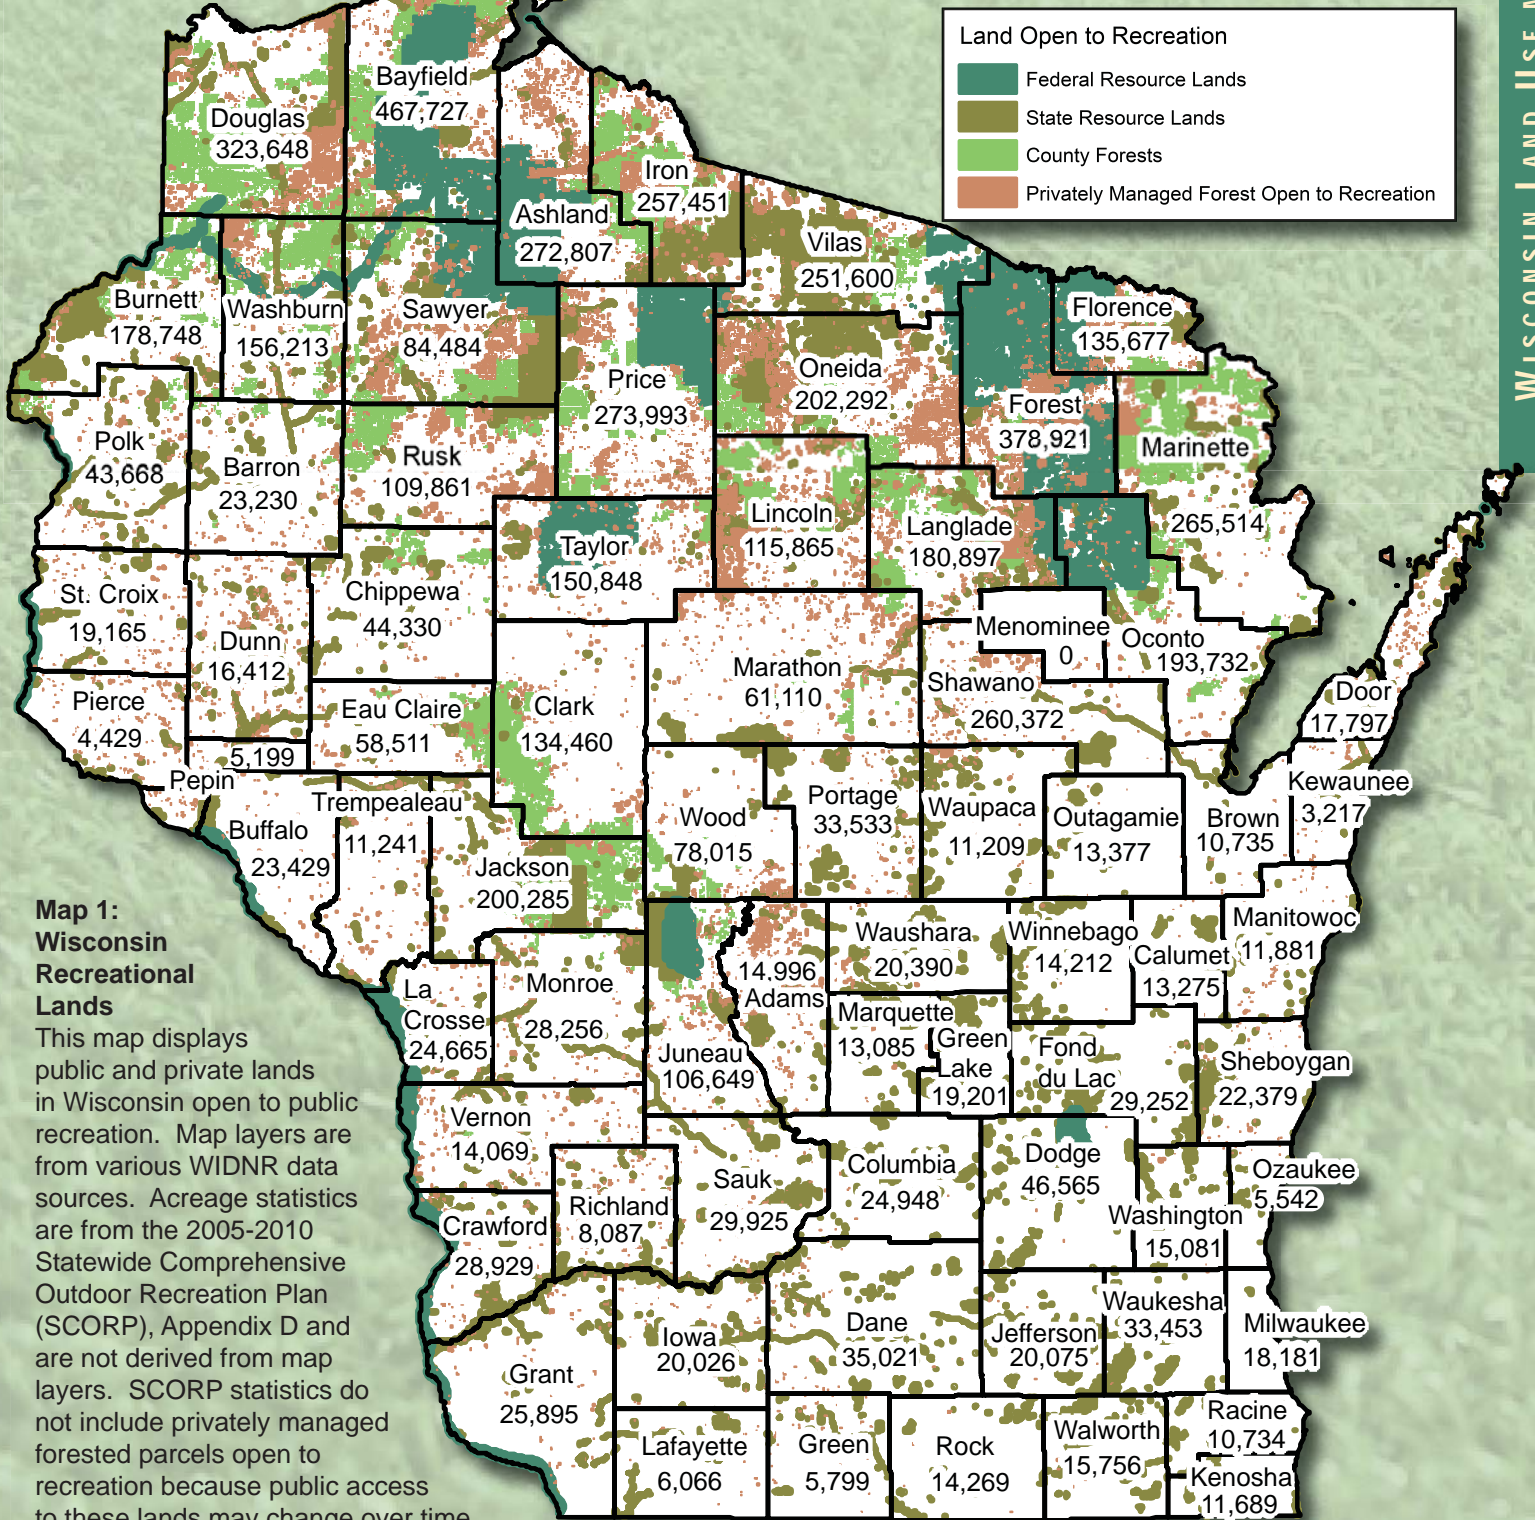 Land Open to Recreation
Federal Resource Lands
State Resource Lands
County Forests
Privately Managed Forest Open to Recreation
WISCONSIN LAND USE
Bayfield
467,727
Douglas
323,648
Iron
257,451
Ashland
272,807
Vilas
251,600
Burnett
178,748
Washburn
156,213
Sawyer
84,484
Florence
135,677
Price
273,993
Oneida
202,292
Forest
378,921
Marinette
265,514
Polk
43,668
Barron
23,230
Rusk
109,861
Lincoln
115,865
Langlade
180,897
Taylor
150,848
St. Croix
19,165
Dunn
16,412
Chippewa
44,330
Menominee
0
Oconto
193,732
Marathon
61,110
Shawano
260,372
Door
17,797
Pierce
4,429
Eau Claire
58,511
Clark
134,460
5,199
Pepin
Kewaunee
3,217
Trempealeau
11,241
Buffalo
23,429
Wood
78,015
Portage
33,533
Waupaca
11,209
Outagamie
13,377
Brown
10,735
Jackson
200,285
Manitowoc
11,881
Waushara
20,390
Winnebago
14,212
Calumet
13,275
14,996
Adams
Monroe
28,256
La
Crosse
24,665
Juneau
106,649
Marquette
13,085
Green
Lake
19,201
Fond
du Lac
29,252
Sheboygan
22,379
Vernon
14,069
Sauk
29,925
Columbia
24,948
Dodge
46,565
Ozaukee
5,542
Washington
15,081
Richland
8,087
Crawford
28,929
Iowa
20,026
Dane
35,021
Jefferson
20,075
Waukesha
33,453
Milwaukee
18,181
Grant
25,895
Lafayette
6,066
Green
5,799
Rock
14,269
Walworth
15,756
Racine
10,734
Kenosha
11,689
Map 1:
Wisconsin
Recreational
Lands
This map displays
public and private lands
in Wisconsin open to public
recreation. Map layers are
from various WIDNR data
sources. Acreage statistics
are from the 2005-2010
Statewide Comprehensive
Outdoor Recreation Plan
(SCORP), Appendix D and
are not derived from map
layers. SCORP statistics do
not include privately managed
forested parcels open to
recreation because public access
to these lands may change over time